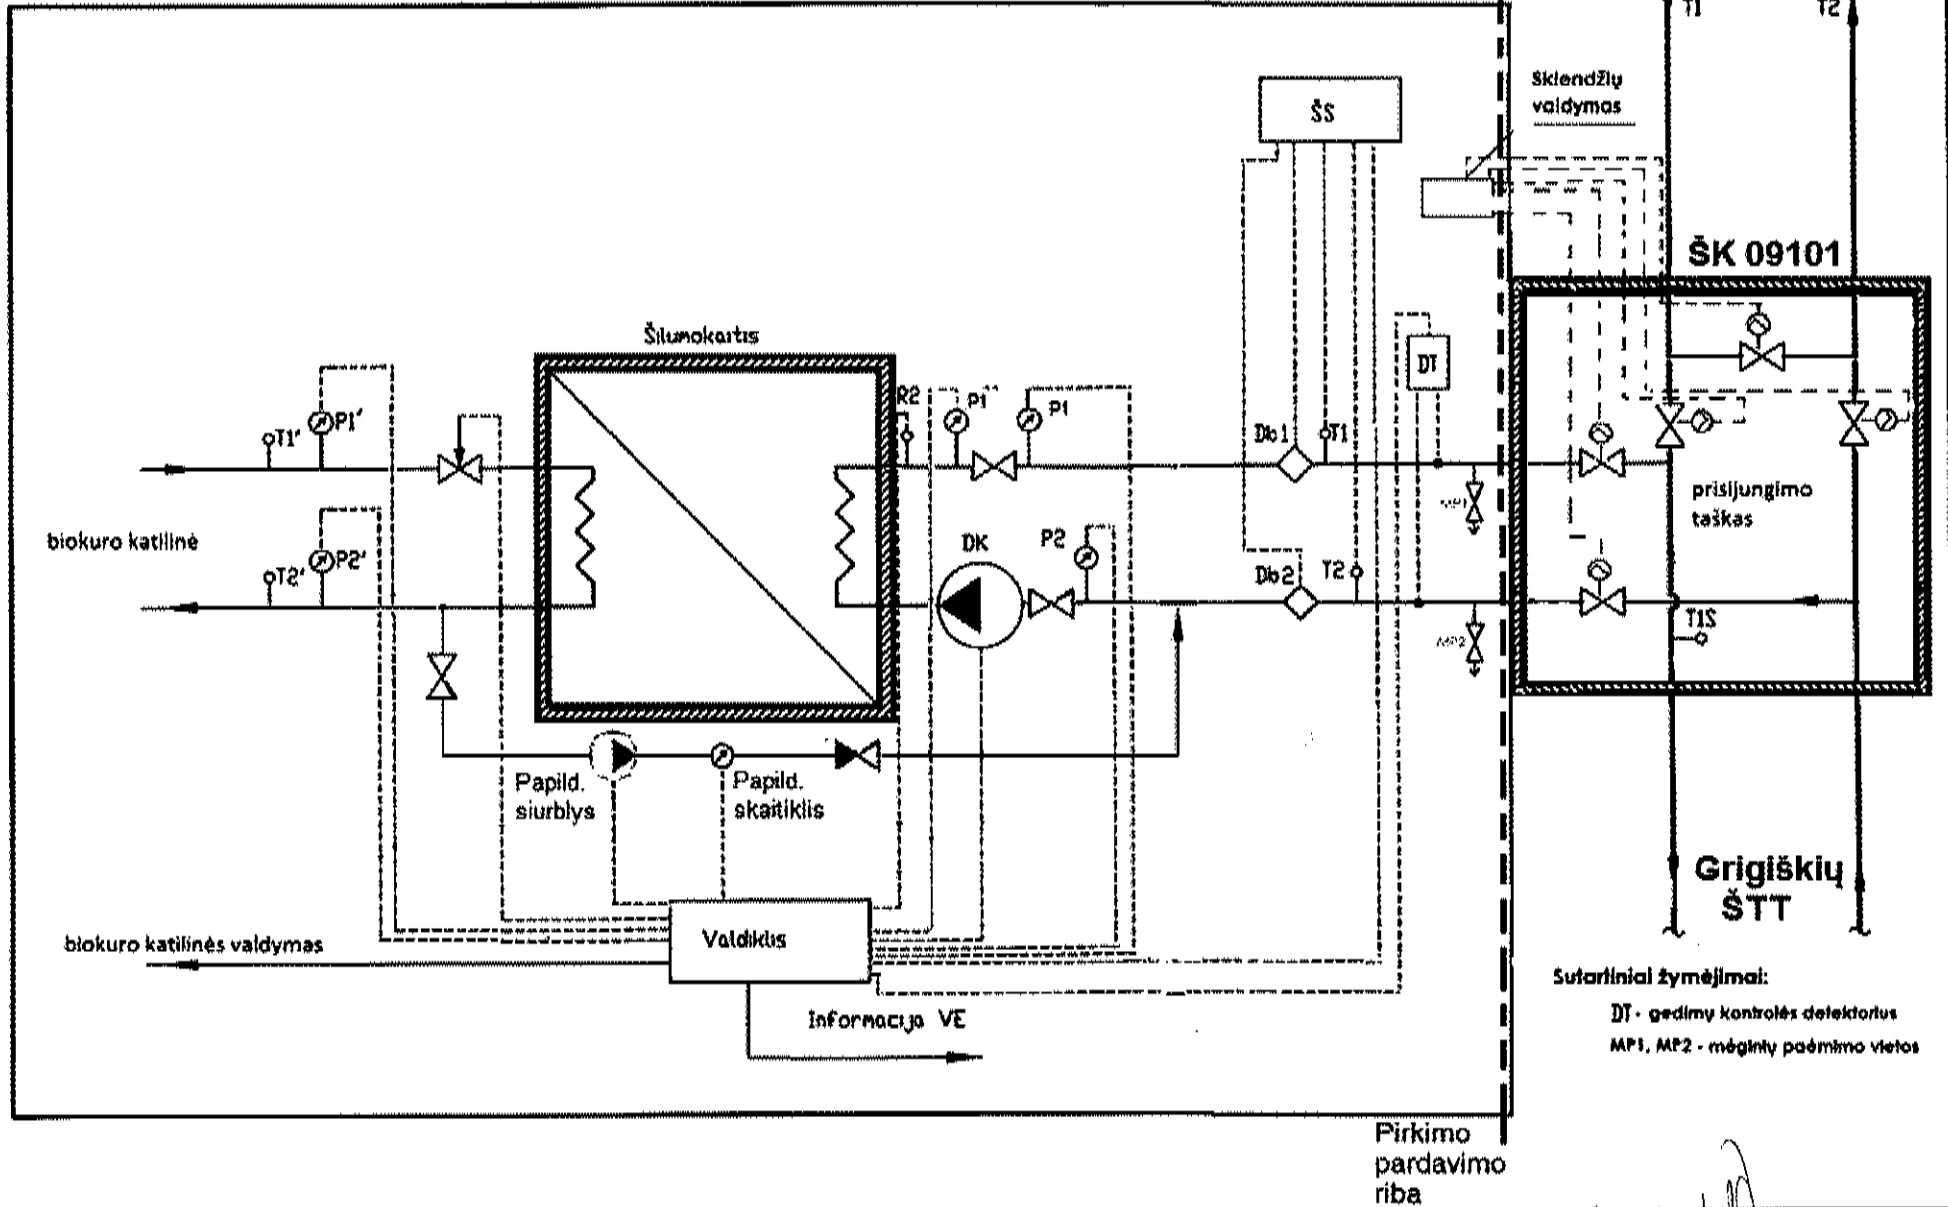 T1
T2
Sklendžių
valdymas
ŠS
ŠK 09101
Šilumokaitis
DT
R2
P1'
P1
P1'
T1'
Db1
T1
MP1
prisijungimo
taškas
biokuro katilinė
DK
P2
P2'
T2'
Db2
T2
MP2
T1S
Papild.
siurblys
Papild.
skaitiklis
Grigiškių
ŠTT
Valdiklis
biokuro katilinės valdymas
Informacija VE
Sutartiniai žymėjimai:
DT - gedimų kontrolės detektorius
MP1, MP2 - mėginių paėmimo vietos
Pirkimo
pardavimo
riba